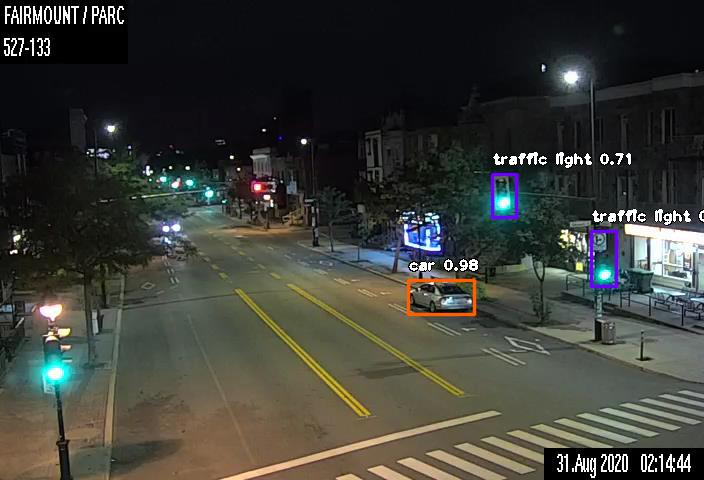 FAIRMOUNT / PARC
527-133
traffic light 0.71
traffic light 0
car 0.98
31.Aug 2020 02:14:44